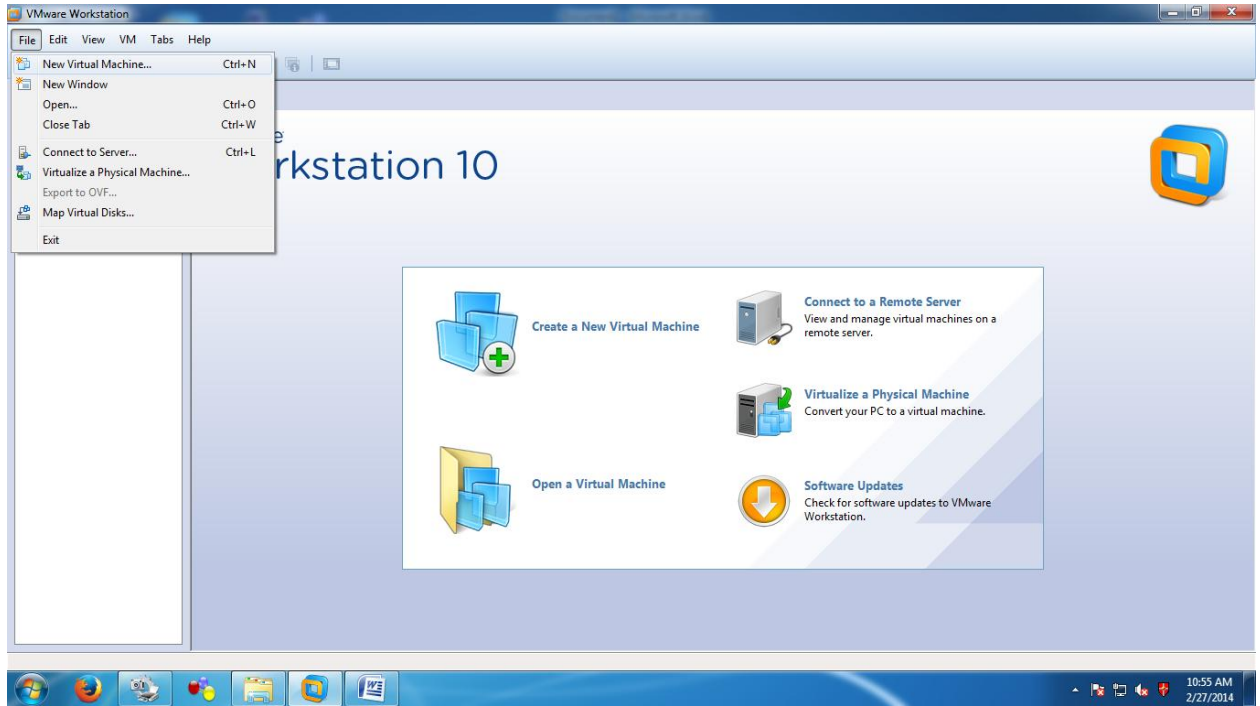 VMware Workstation
File Edit View VM Tabs Help
New Virtual Machine... Ctrl+N
New Window
Open... Ctrl+O
Close Tab Ctrl+W
Connect to Server... Ctrl+L
Virtualize a Physical Machine...
Export to OVF...
Map Virtual Disks...
Exit
rkstation 10
Create a New Virtual Machine
Open a Virtual Machine
Connect to a Remote Server
View and manage virtual machines on a
remote server.
Virtualize a Physical Machine
Convert your PC to a virtual machine.
Software Updates
Check for software updates to VMware
Workstation.
10:55 AM
2/27/2014